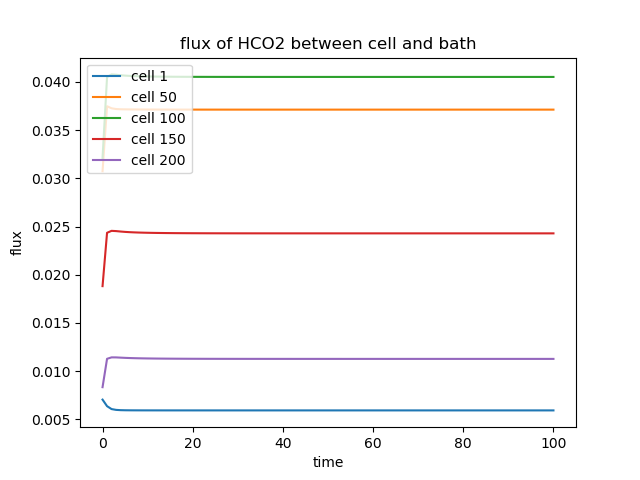 flux of HCO2 between cell and bath
cell 1
cell 50
cell 100
cell 150
cell 200
flux
0.040
0.035
0.030
0.025
0.020
0.015
0.010
0.005
0 20 40 60 80 100
time